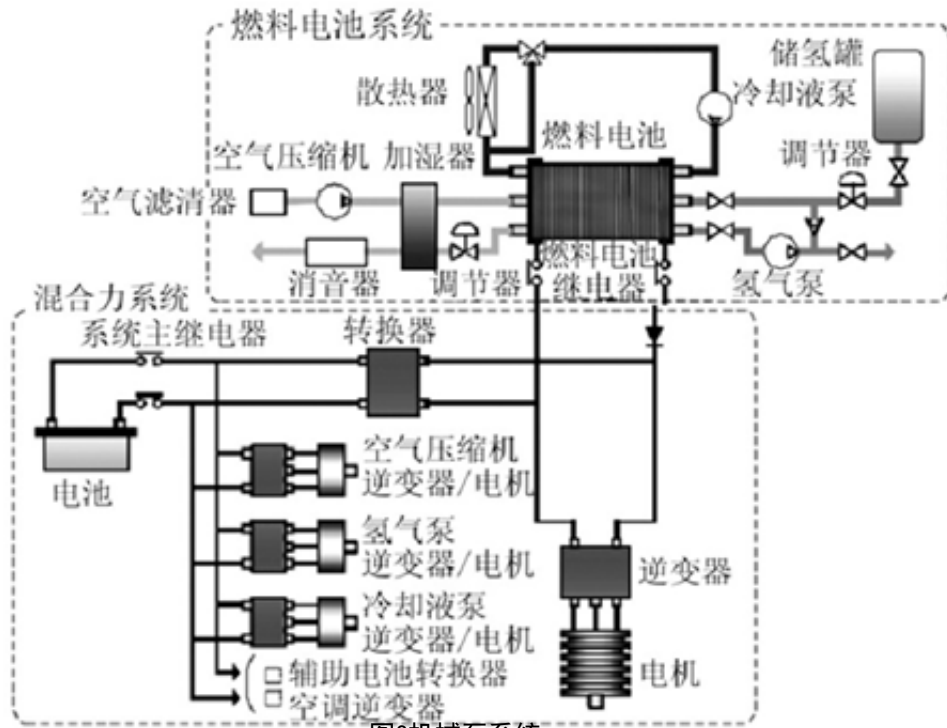 燃料电池系统
储氢罐
散热器
冷却液泵
燃料电池
空气压缩机 加湿器
调节器
空气滤清器
燃料电池
继电器
消音器
调节器
氢气泵
混合力系统
系统主继电器
转换器
空气压缩机
逆变器/电机
电池
氢气泵
逆变器/电机
逆变器
冷却液泵
逆变器/电机
电机
辅助电池转换器
空调逆变器